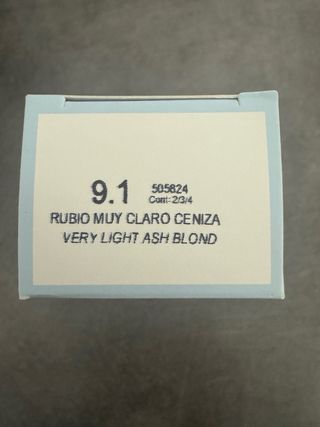 9.1 505824
Cont: 2/3/4
RUBIO MUY CLARO CENIZA
VERY LIGHT ASH BLOND